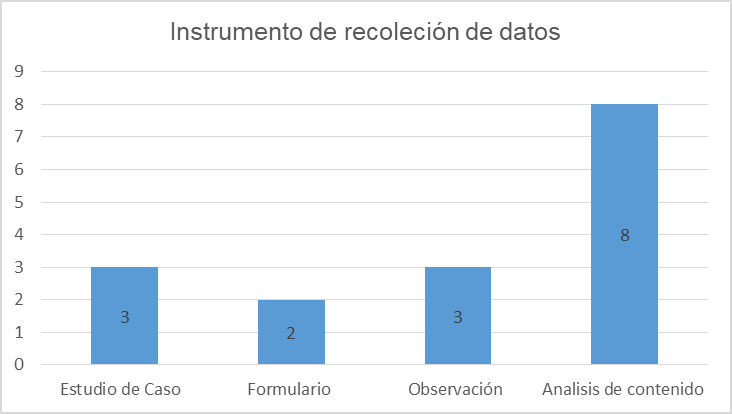 Instrumento de recoleción de datos
9
8
7
6
5
4
3
2
1
0
3
2
3
8
Estudio de Caso
Formulario
Observación
Analisis de contenido